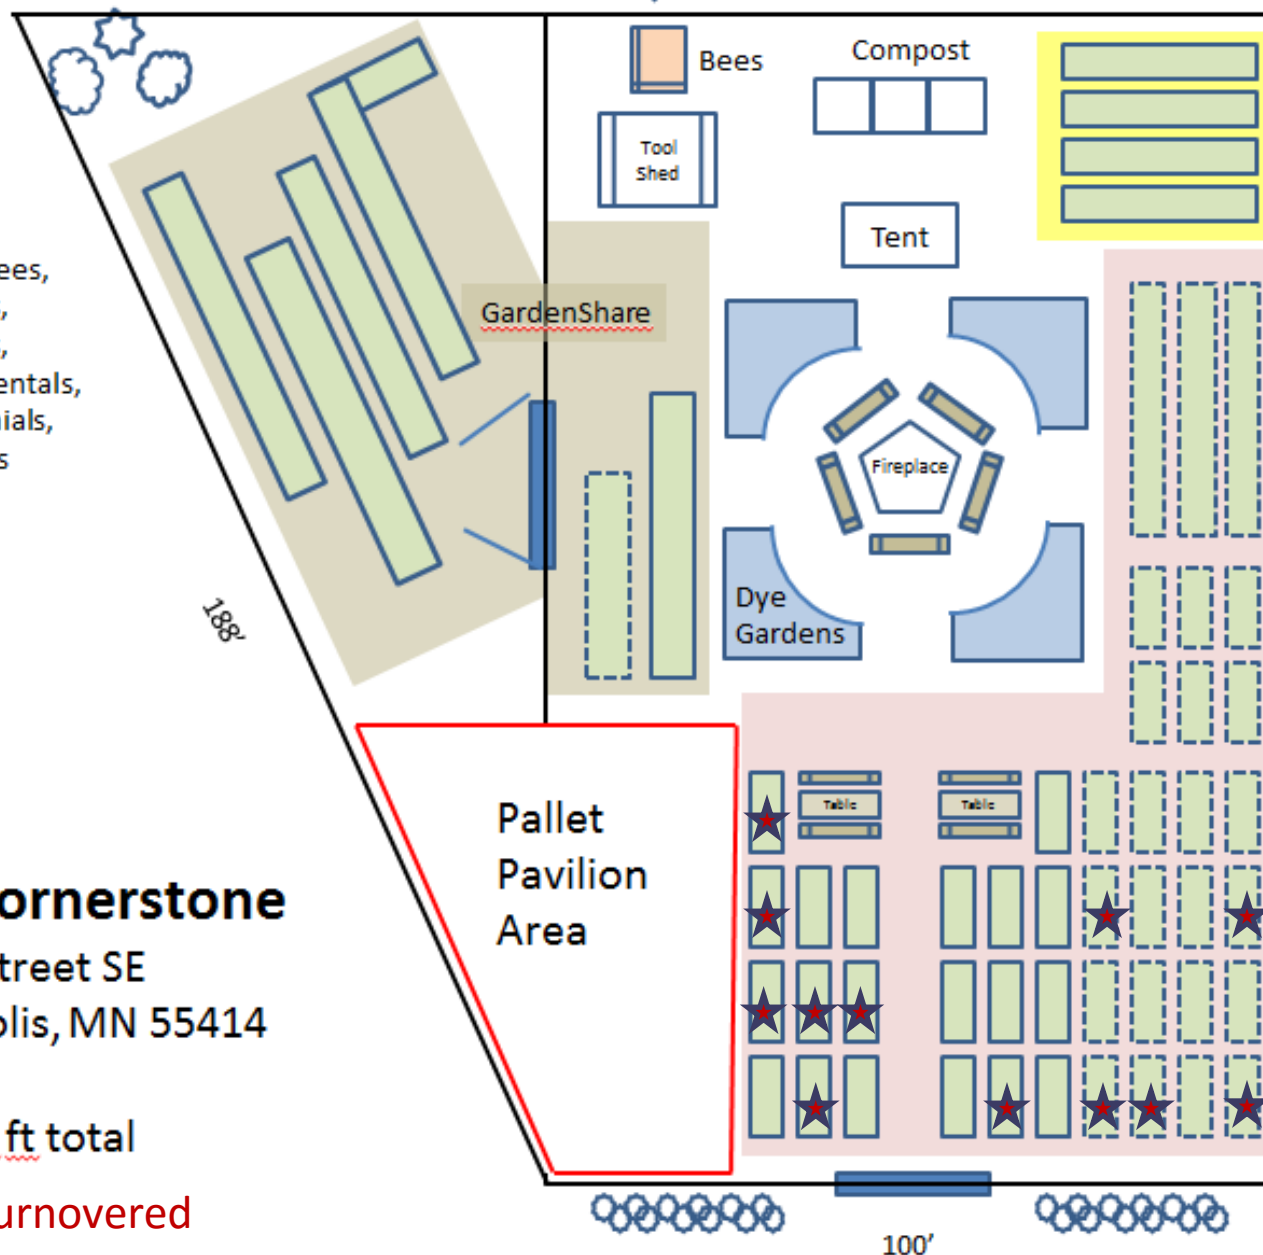 Bees
Compost
Tool
Shed
Tent
ees,
,
GardenShare
,
entals,
nials,
s
Fireplace
Dye
Gardens
188'
Table
Table
Pallet
Pavilion
Area
ornerstone
treet SE
olis, MN 55414
ft total
urnovered
100'